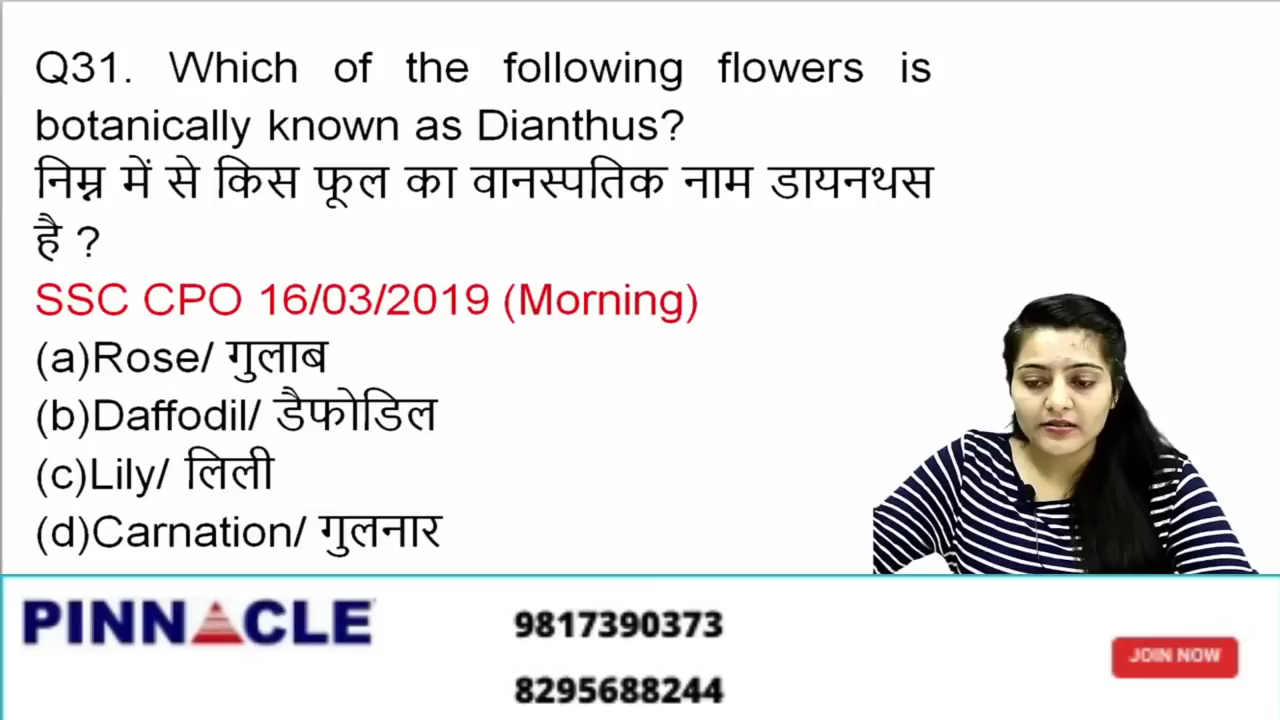 Q31. Which of the following flowers is
botanically known as Dianthus?
निम्न में से किस फूल का वानस्पतिक नाम डायनथस
है ?
SSC CPO 16/03/2019 (Morning)
(a)Rose/ गुलाब
(b)Daffodil/ डैफोडिल
(c)Lily/ लिली
(d)Carnation/ गुलनार
PINNACLE
9817390373
8295688244
JOIN NOW